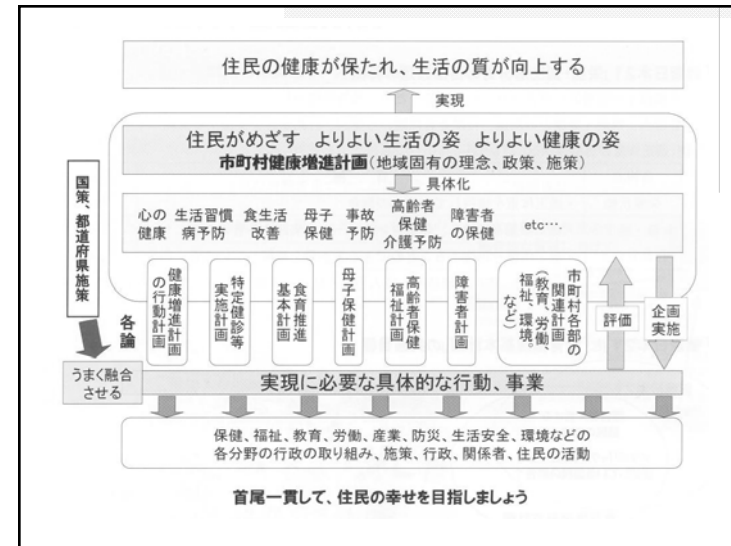 住民の健康が保たれ、生活の質が向上する
実現
住民がめざす よりよい生活の姿 よりよい健康の姿
市町村健康増進計画(地域固有の理念、政策、施策)
具体化
国策、都道府県施策
心の
健康
生活習慣
病予防
食生活
改善
母子
保健
事故
予防
高齢者
保健
介護予防
障害者
の保健
etc….
各論
健康増進計画
の行動計画
特定健診等
実施計画
食育推進
基本計画
母子保健計画
高齢者保健
福祉計画
障害者計画
市町村各部の
関連計画
(教育、労働、
福祉、環境。
など)
評価
企画
実施
うまく融合
させる
実現に必要な具体的な行動、事業
保健、福祉、教育、労働、産業、防災、生活安全、環境などの
各分野の行政の取り組み、施策、行政、関係者、住民の活動
首尾一貫して、住民の幸せを目指しましょう